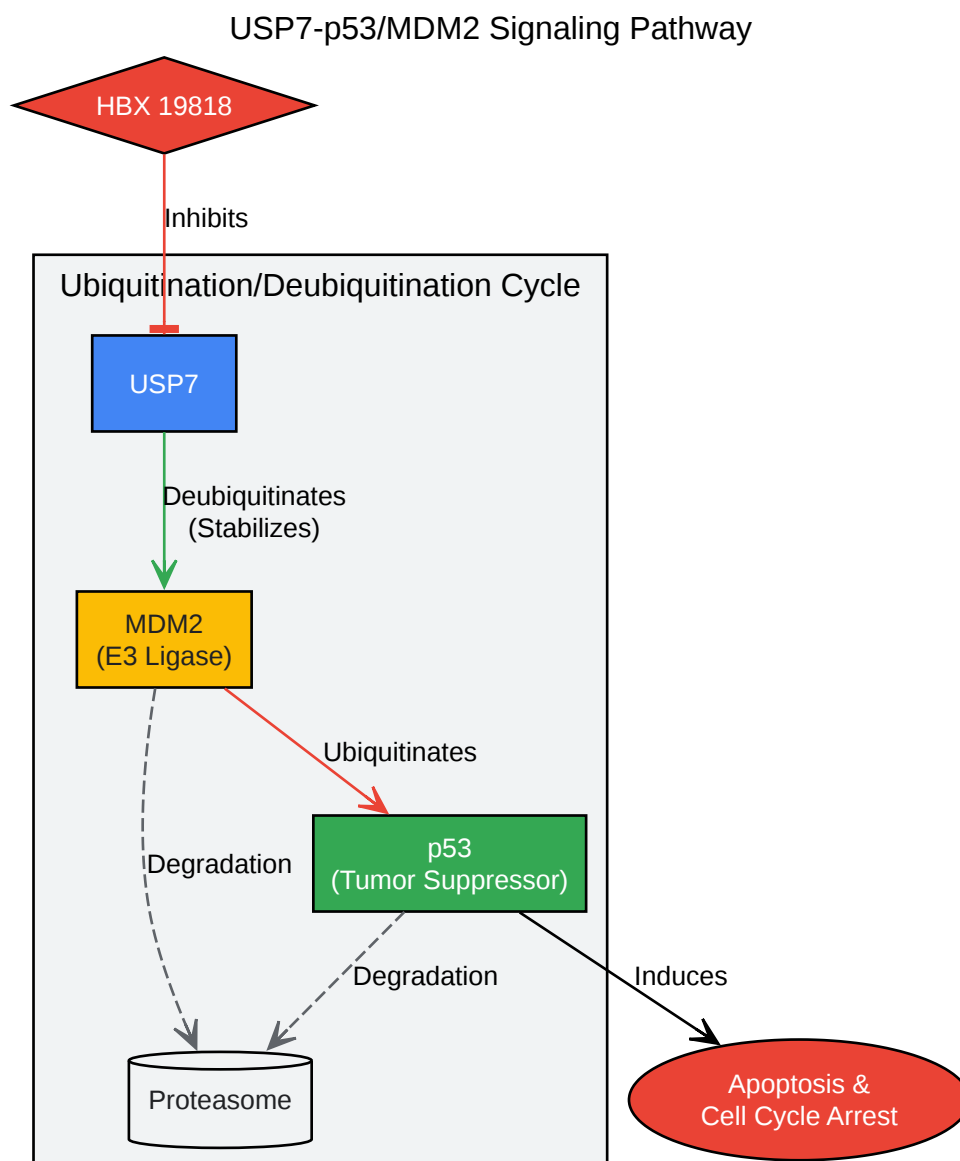 USP7-p53/MDM2 Signaling Pathway
HBX 19818
Inhibits
Ubiquitination/Deubiquitination Cycle
USP7
Deubiquitinates
(Stabilizes)
MDM2
(E3 Ligase)
Ubiquitinates
p53
(Tumor Suppressor)
Degradation
Degradation
Induces
Proteasome
Apoptosis &
Cell Cycle Arrest